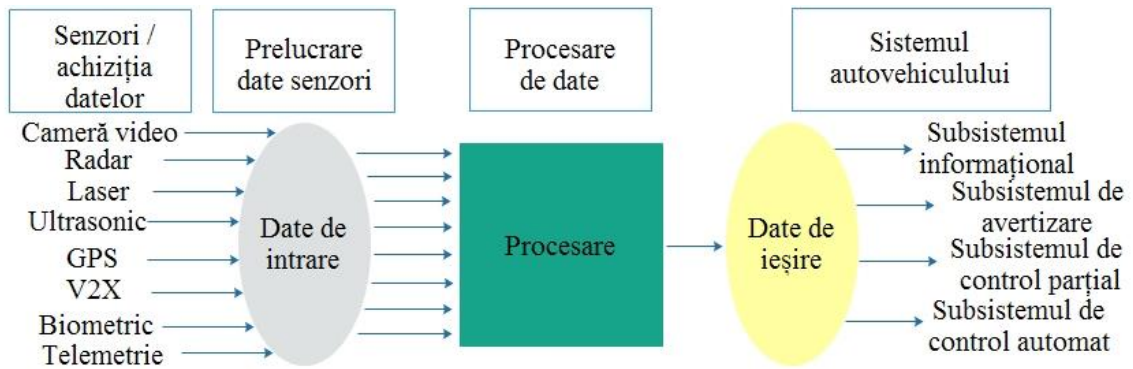 Senzori /
achiziția
datelor
Prelucrare
date senzori
Procesare
de date
Sistemul
autovehiculului
Cameră video
Radar
Laser
Ultrasonic
GPS
V2X
Biometric
Telemetrie
Date de
intrare
Procesare
Date de
ieșire
Subsistemul
informațional
Subsistemul de
avertizare
Subsistemul de
control parțial
Subsistemul de
control automat